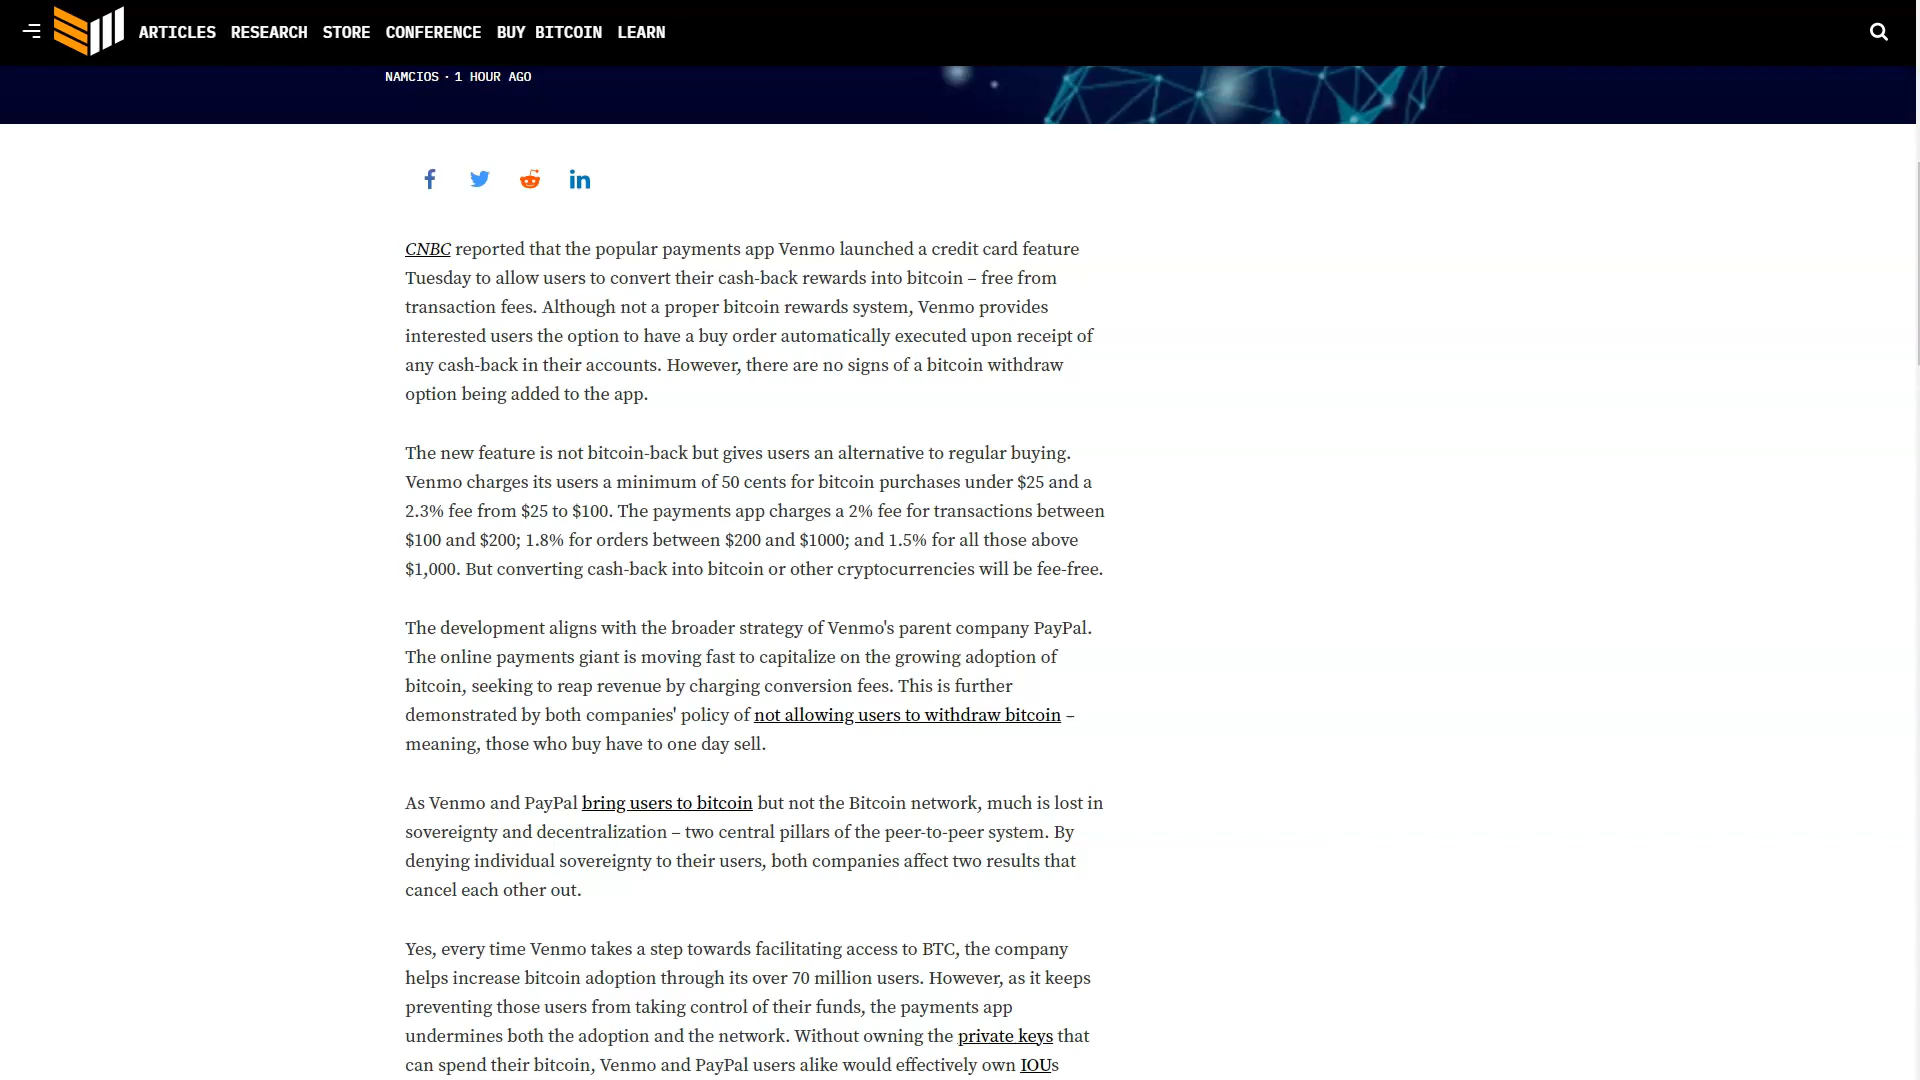 ARTICLES RESEARCH STORE CONFERENCE BUY BITCOIN LEARN
NAMCIOS · 1 HOUR AGO
CNBC reported that the popular payments app Venmo launched a credit card feature
Tuesday to allow users to convert their cash-back rewards into bitcoin – free from
transaction fees. Although not a proper bitcoin rewards system, Venmo provides
interested users the option to have a buy order automatically executed upon receipt of
any cash-back in their accounts. However, there are no signs of a bitcoin withdraw
option being added to the app.
The new feature is not bitcoin-back but gives users an alternative to regular buying.
Venmo charges its users a minimum of 50 cents for bitcoin purchases under $25 and a
2.3% fee from $25 to $100. The payments app charges a 2% fee for transactions between
$100 and $200; 1.8% for orders between $200 and $1000; and 1.5% for all those above
$1,000. But converting cash-back into bitcoin or other cryptocurrencies will be fee-free.
The development aligns with the broader strategy of Venmo's parent company PayPal.
The online payments giant is moving fast to capitalize on the growing adoption of
bitcoin, seeking to reap revenue by charging conversion fees. This is further
demonstrated by both companies' policy of not allowing users to withdraw bitcoin –
meaning, those who buy have to one day sell.
As Venmo and PayPal bring users to bitcoin but not the Bitcoin network, much is lost in
sovereignty and decentralization – two central pillars of the peer-to-peer system. By
denying individual sovereignty to their users, both companies affect two results that
cancel each other out.
Yes, every time Venmo takes a step towards facilitating access to BTC, the company
helps increase bitcoin adoption through its over 70 million users. However, as it keeps
preventing those users from taking control of their funds, the payments app
undermines both the adoption and the network. Without owning the private keys that
can spend their bitcoin, Venmo and PayPal users alike would effectively own IOUs